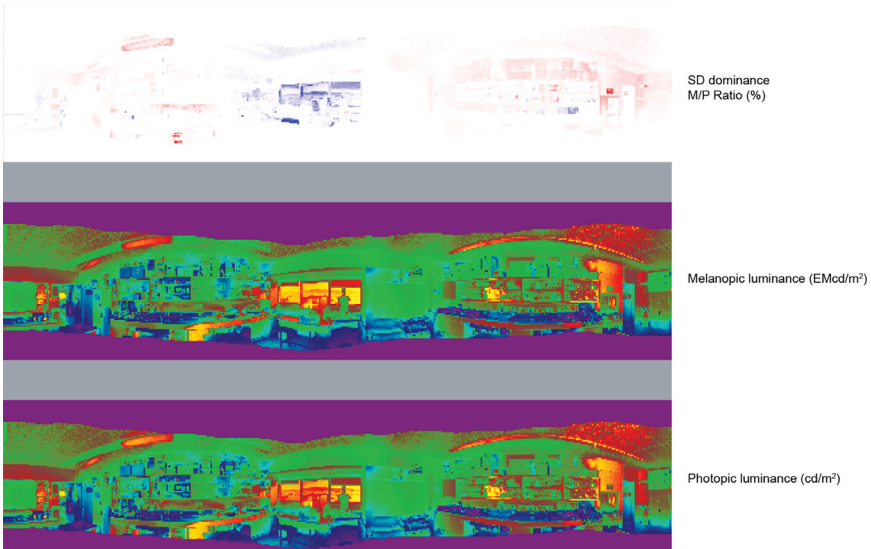 SD dominance
M/P Ratio (%)
Melanopic luminance (EMcd/m²)
Photopic luminance (cd/m²)